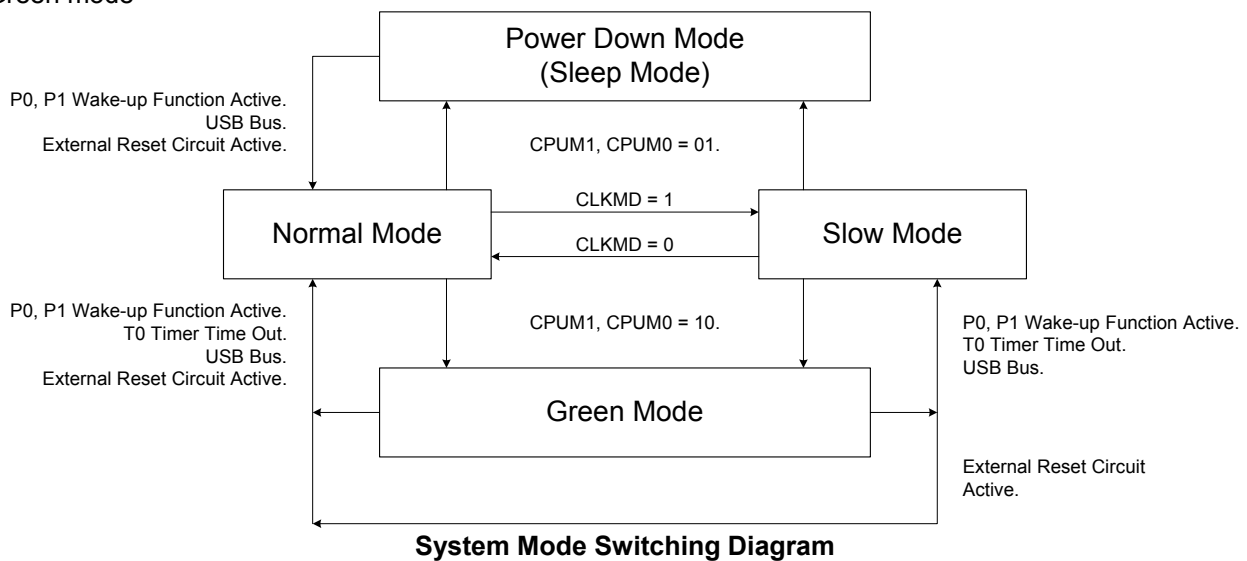 Green mode
Power Down Mode
(Sleep Mode)
P0, P1 Wake-up Function Active.
USB Bus.
External Reset Circuit Active.
CPUM1, CPUM0 = 01.
CLKMD = 1
Normal Mode
Slow Mode
CLKMD = 0
P0, P1 Wake-up Function Active.
T0 Timer Time Out.
USB Bus.
External Reset Circuit Active.
CPUM1, CPUM0 = 10.
P0, P1 Wake-up Function Active.
T0 Timer Time Out.
USB Bus.
Green Mode
External Reset Circuit
Active.
System Mode Switching Diagram